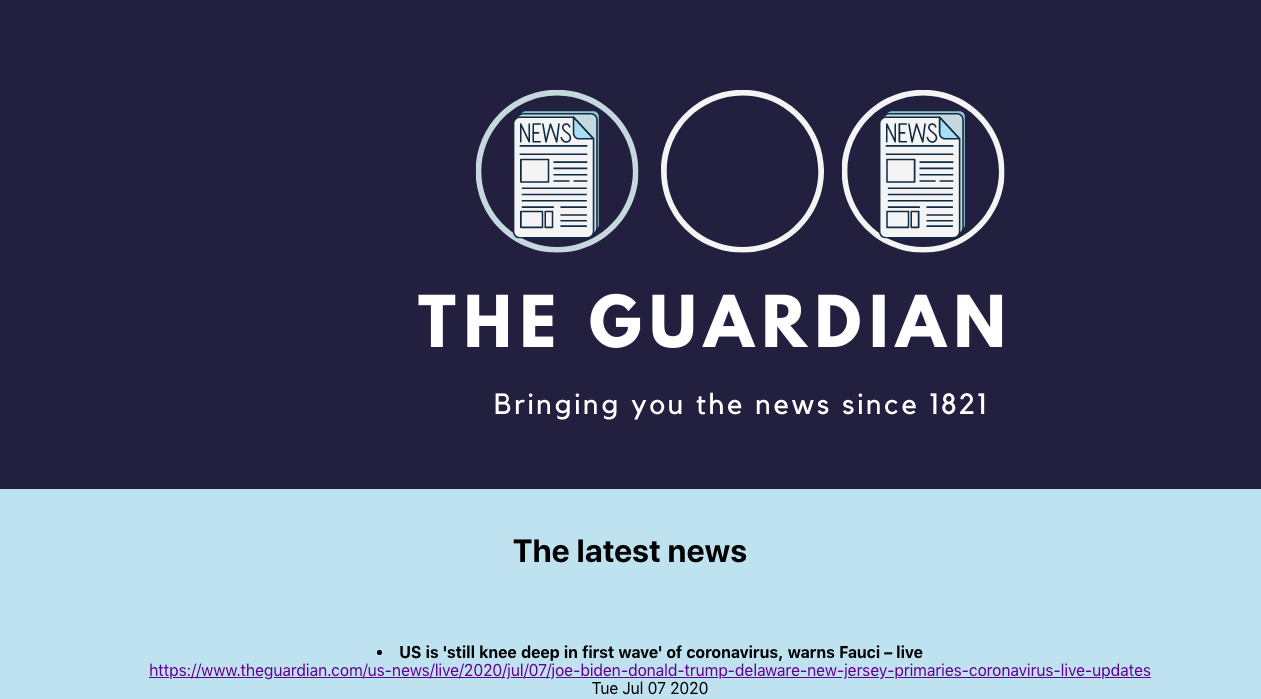 NEWS NEWS
THE GUARDIAN
Bringing you the news since 1821
The latest news
• US is 'still knee deep in first wave' of coronavirus, warns Fauci – live
https://www.theguardian.com/us-news/live/2020/jul/07/joe-biden-donald-trump-delaware-new-jersey-primaries-coronavirus-live-updates
Tue Jul 07 2020